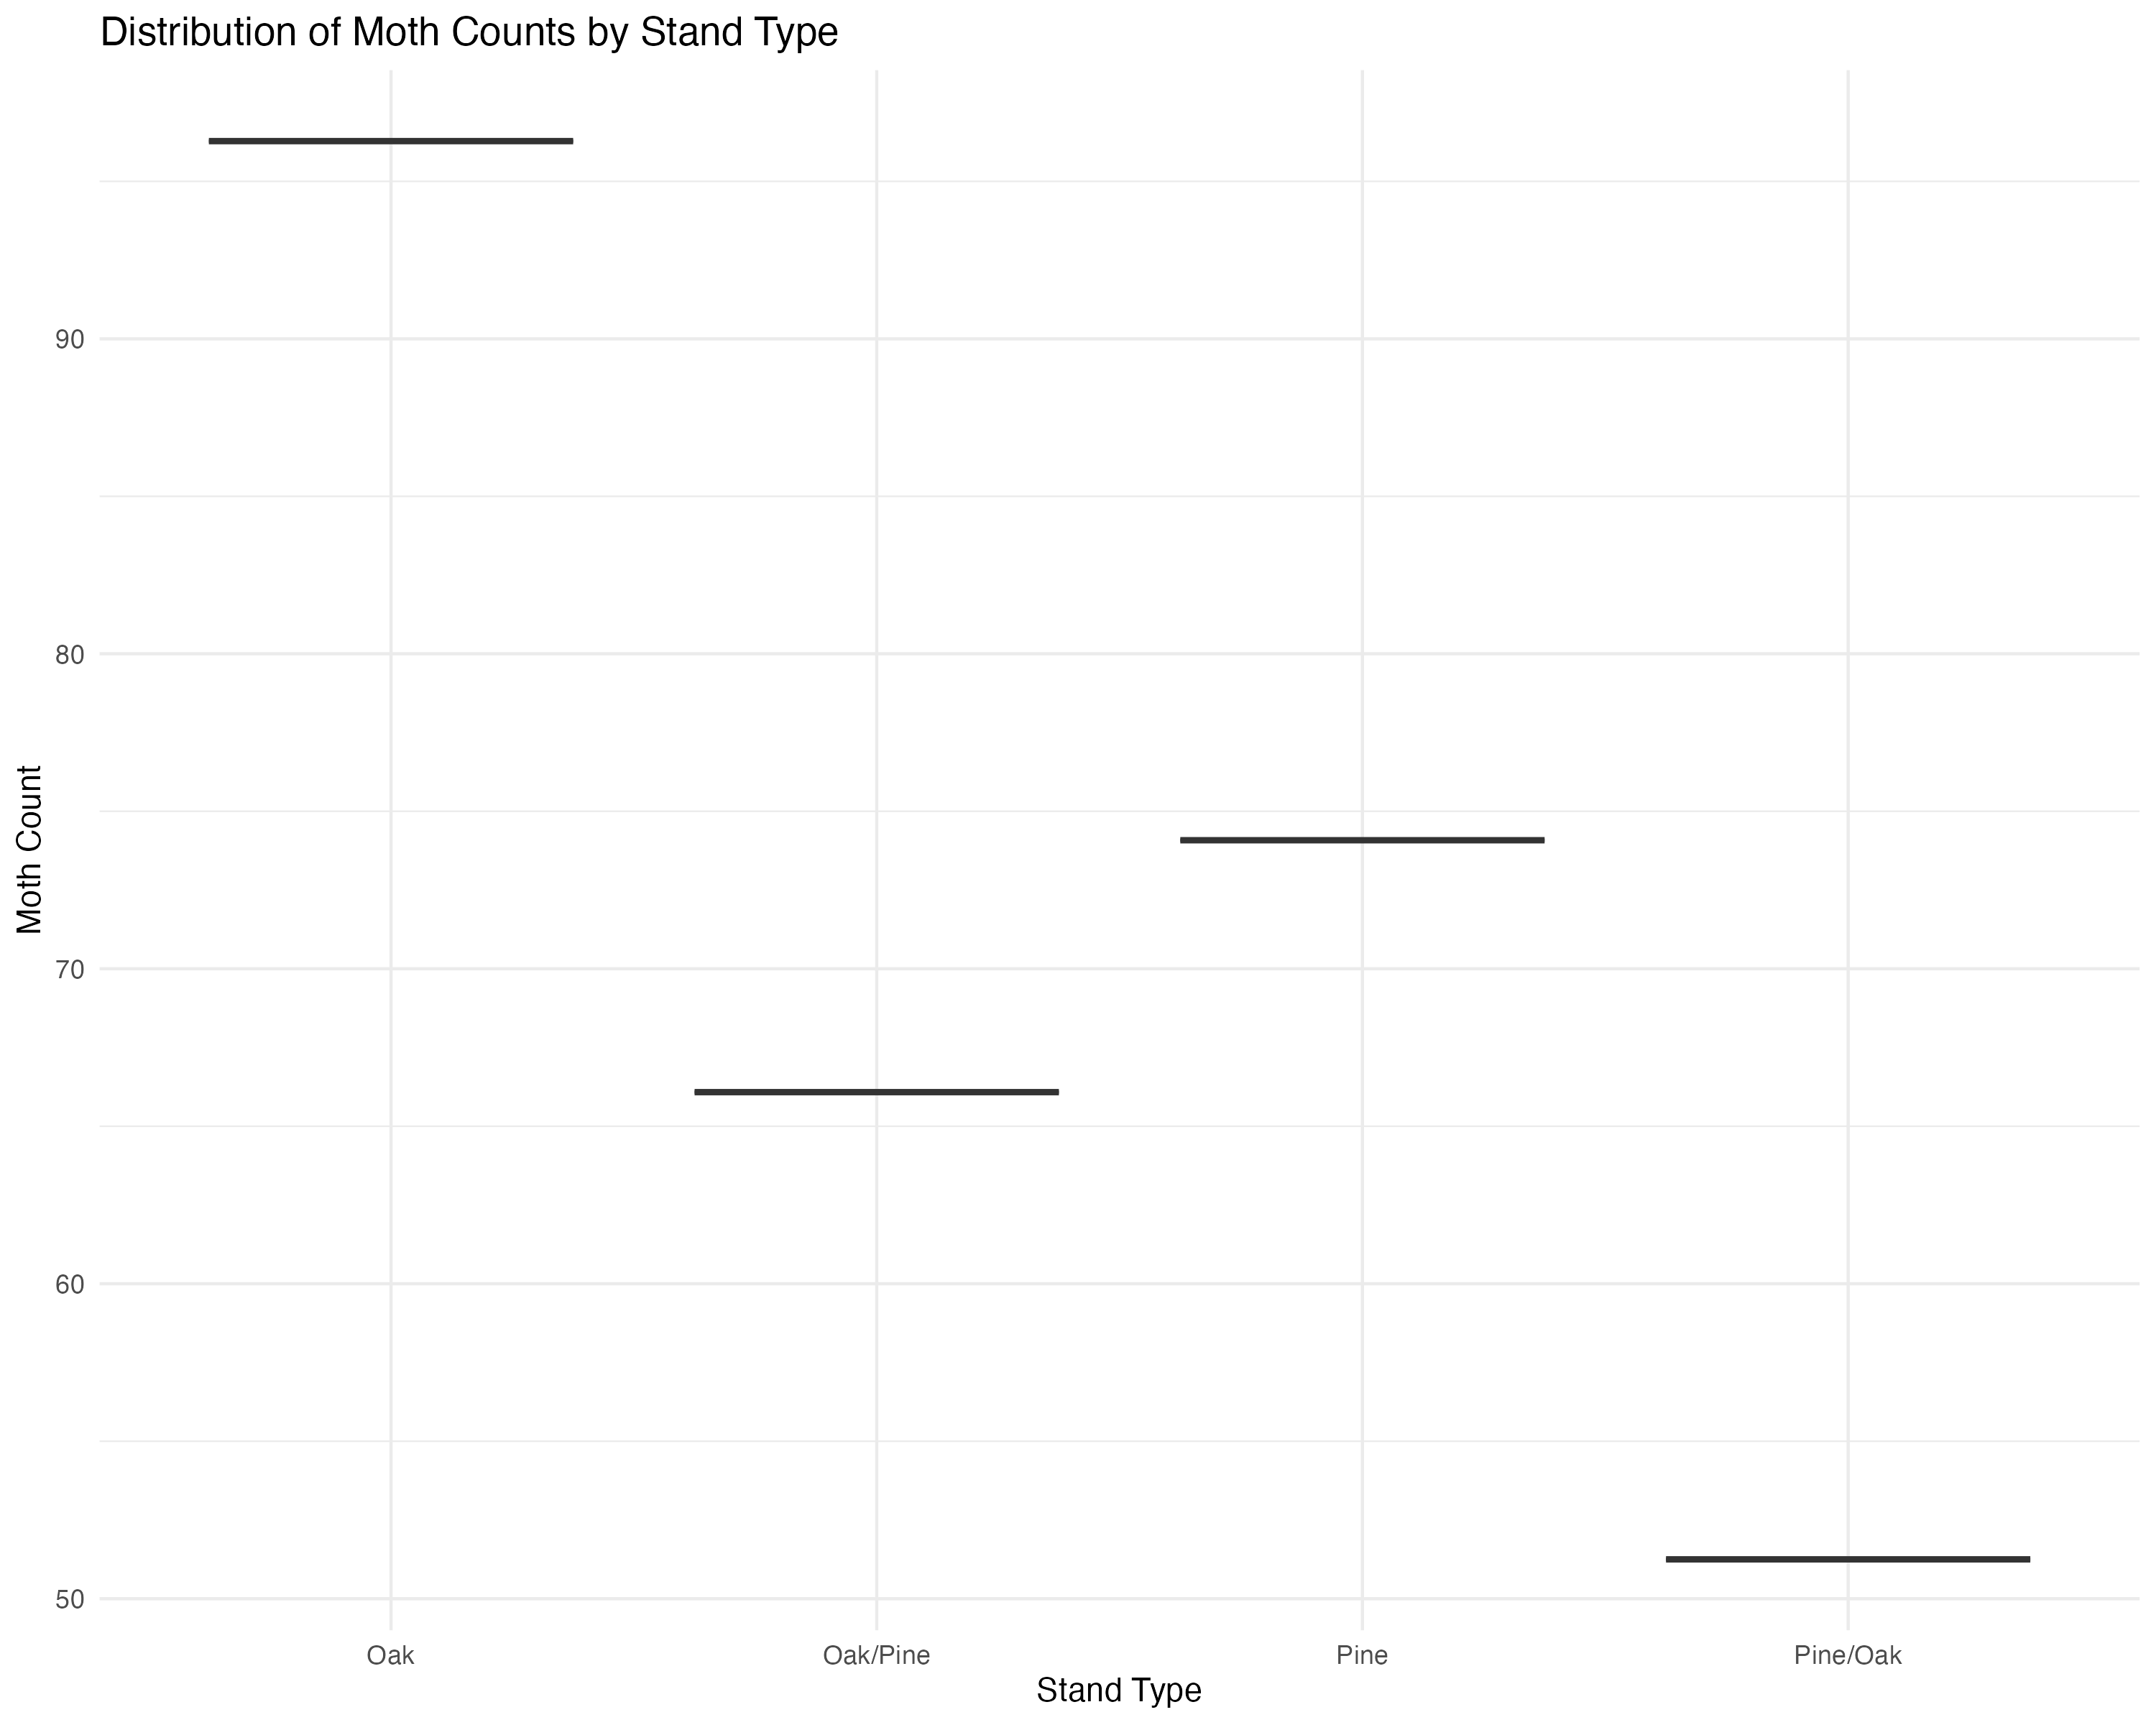 Distribution of Moth Counts by Stand Type
Moth Count
90
80
70
60
50
Oak
Oak/Pine
Pine
Pine/Oak
Stand Type